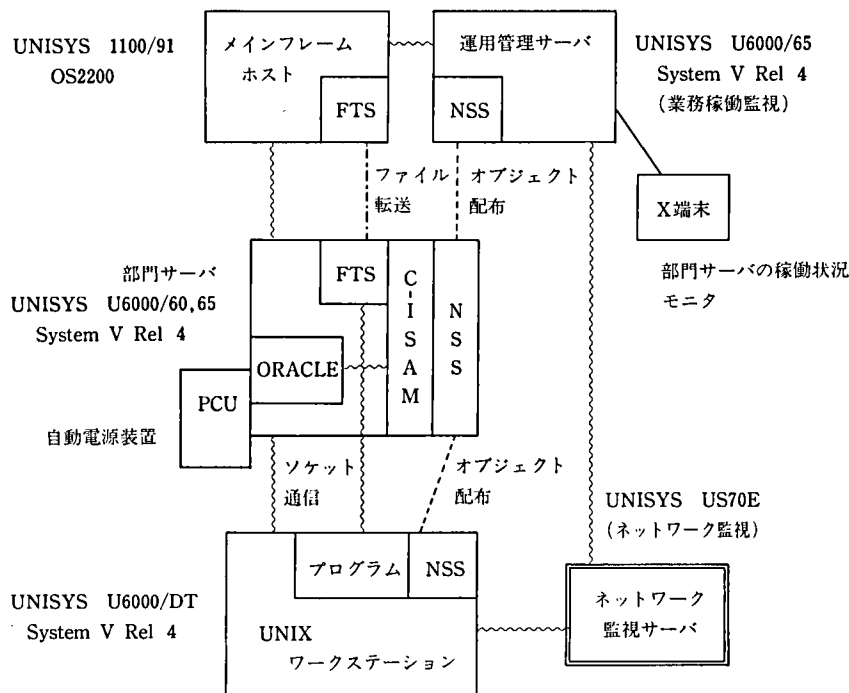 UNISYS 1100/91
OS2200
メインフレーム
ホスト
FTS
運用管理サーバ
NSS
UNISYS U6000/65
System V Rel 4
(業務稼働監視)
ファイル
転送
オブジェクト
配布
X端末
部門サーバの稼働状況
モニタ
部門サーバ
UNISYS U6000/60,65
System V Rel 4
FTS
C-ISAM
NSS
ORACLE
PCU
自動電源装置
ソケット
通信
オブジェクト
配布
UNISYS US70E
(ネットワーク監視)
プログラム
NSS
UNISYS U6000/DT
System V Rel 4
UNIX
ワークステーション
ネットワーク
監視サーバ